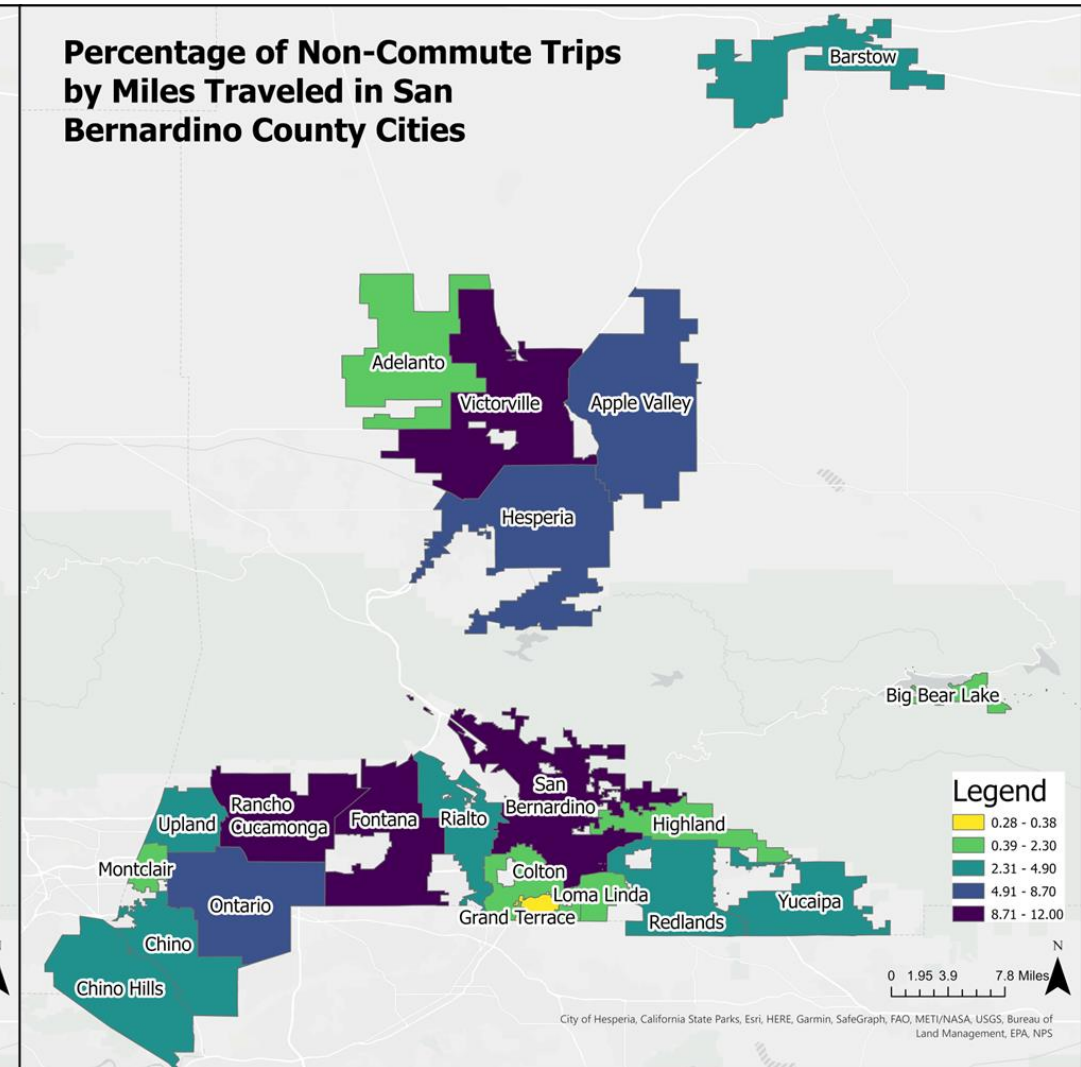 Percentage of Non-Commute Trips
by Miles Traveled in San
Bernardino County Cities
Barstow
Adelanto
Victorville
Apple Valley
Hesperia
Big Bear Lake
San
Bernardino
Rancho
Cucamonga
Upland
Fontana
Rialto
Highland
Montclair
Colton
Loma Linda
Ontario
Grand Terrace
Redlands
Yucaipa
Chino
Chino Hills
Legend
0.28 - 0.38
0.39 - 2.30
2.31 - 4.90
4.91 - 8.70
8.71 - 12.00
N
0 1.95 3.9 7.8 Miles
City of Hesperia, California State Parks, Esri, HERE, Garmin, SafeGraph, FAO, METI/NASA, USGS, Bureau of
Land Management, EPA, NPS